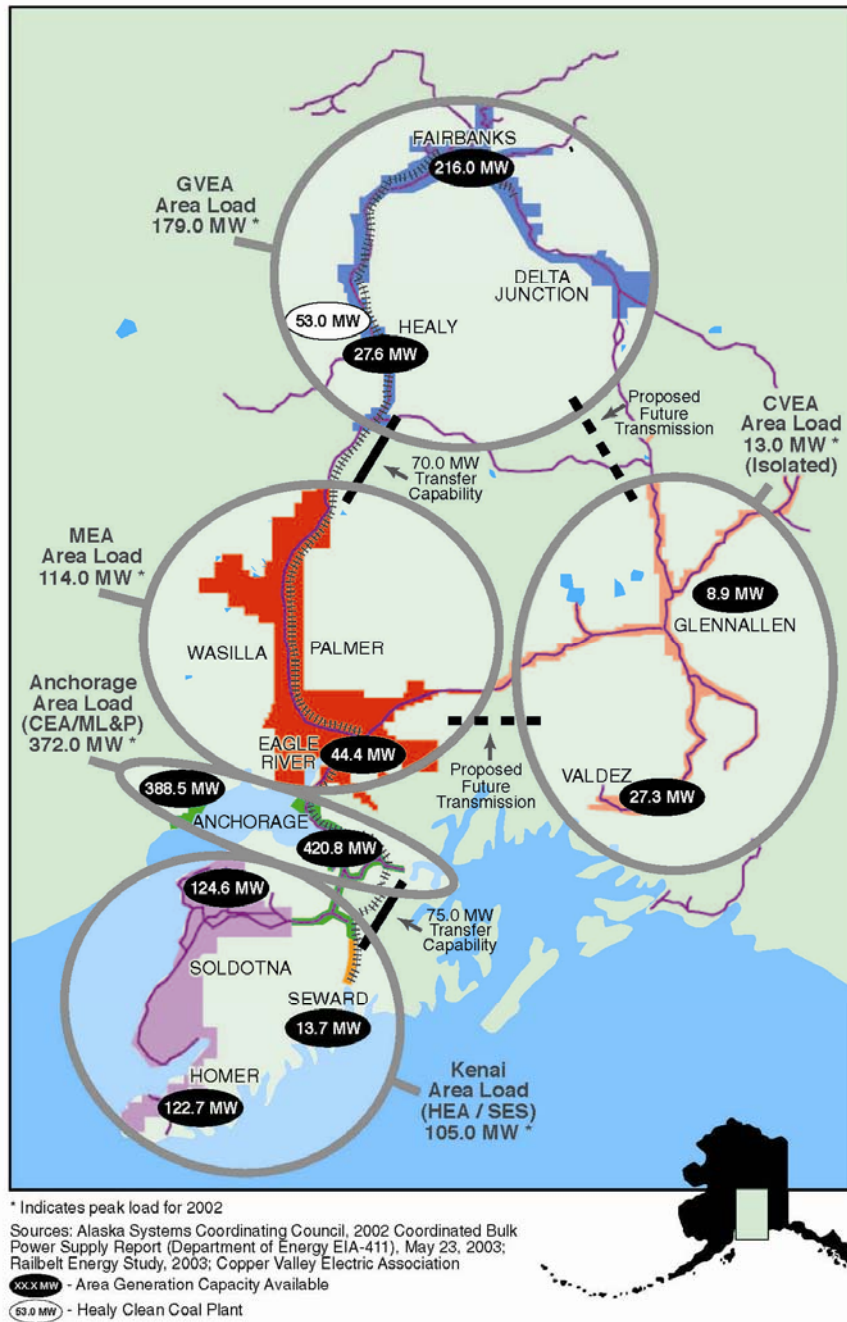 FAIRBANKS
216.0 MW
GVEA
Area Load
179.0 MW *
DELTA
JUNCTION
53.0 MW
HEALY
27.6 MW
Proposed
Future
Transmission
CVEA
Area Load
13.0 MW *
(Isolated)
70.0 MW
Transfer
Capability
MEA
Area Load
114.0 MW *
8.9 MW
GLENNALLEN
WASILLA
PALMER
Anchorage
Area Load
(CEA/ML&P)
372.0 MW *
EAGLE
RIVER
44.4 MW
Proposed
Future
Transmission
VALDEZ
27.3 MW
388.5 MW
ANCHORAGE
420.8 MW
124.6 MW
75.0 MW
Transfer
Capability
SOLDOTNA
SEWARD
13.7 MW
HOMER
122.7 MW
Kenai
Area Load
(HEA / SES)
105.0 MW *
* Indicates peak load for 2002
Sources: Alaska Systems Coordinating Council, 2002 Coordinated Bulk
Power Supply Report (Department of Energy EIA-411), May 23, 2003;
Railbelt Energy Study, 2003; Copper Valley Electric Association
XX.X MW - Area Generation Capacity Available
53.0 MW - Healy Clean Coal Plant